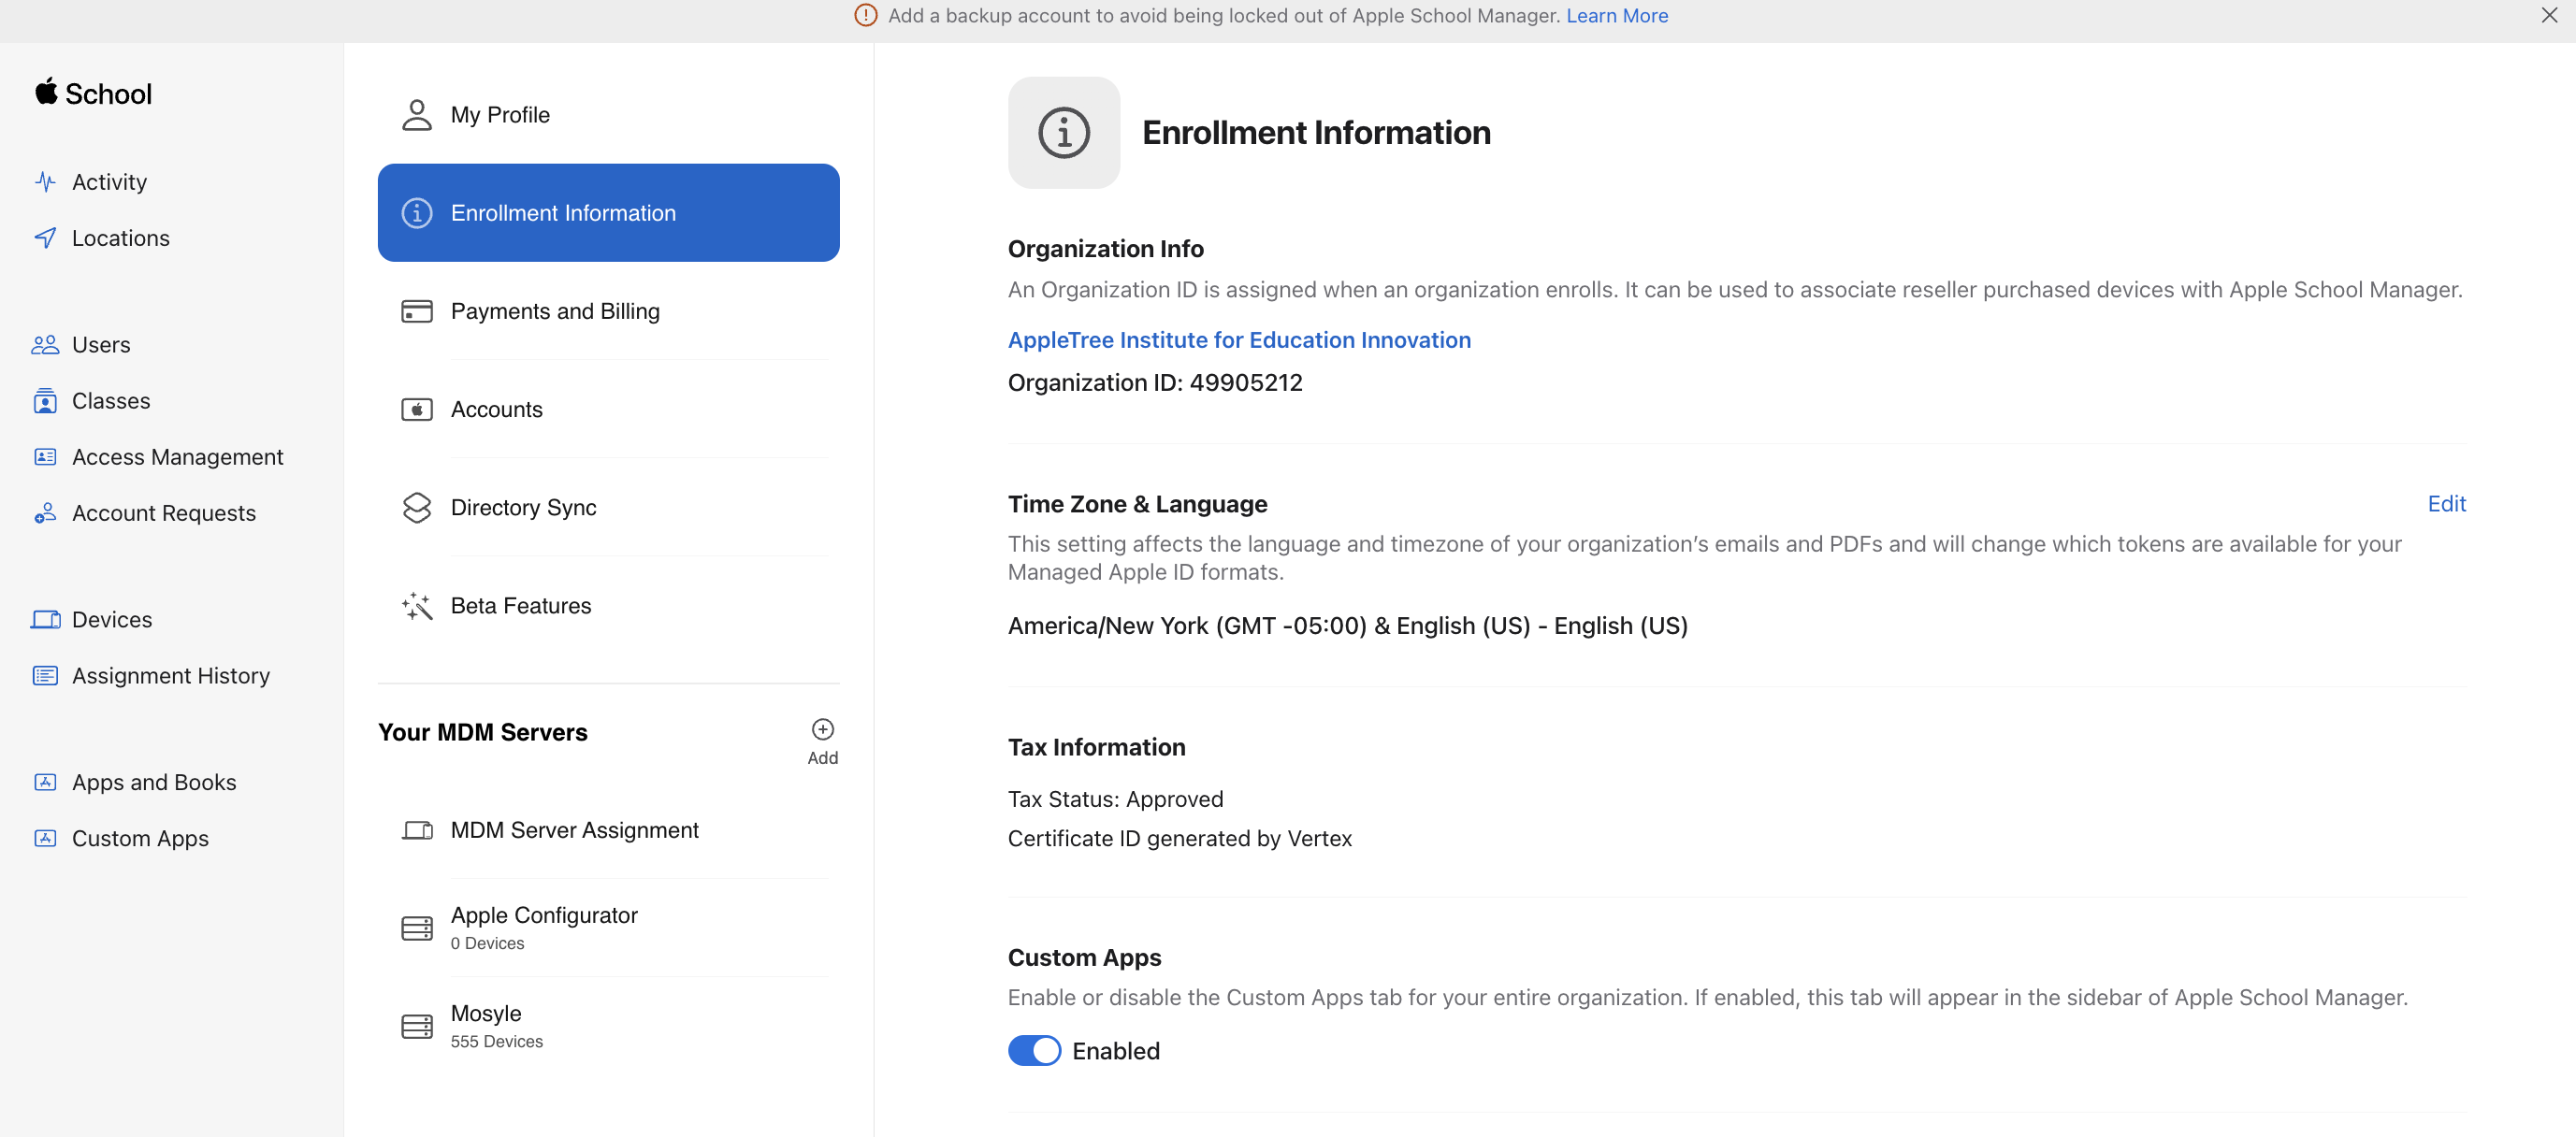 Add a backup account to avoid being locked out of Apple School Manager. Learn More
School
Activity
Locations
Users
Classes
Access Management
Account Requests
Devices
Assignment History
Apps and Books
Custom Apps
My Profile
Enrollment Information
Payments and Billing
Accounts
Directory Sync
Beta Features
Your MDM Servers
Add
MDM Server Assignment
Apple Configurator
0 Devices
Mosyle
555 Devices
Enrollment Information
Organization Info
An Organization ID is assigned when an organization enrolls. It can be used to associate reseller purchased devices with Apple School Manager.
AppleTree Institute for Education Innovation
Organization ID: 49905212
Time Zone & Language
Edit
This setting affects the language and timezone of your organization’s emails and PDFs and will change which tokens are available for your
Managed Apple ID formats.
America/New York (GMT -05:00) & English (US) - English (US)
Tax Information
Tax Status: Approved
Certificate ID generated by Vertex
Custom Apps
Enable or disable the Custom Apps tab for your entire organization. If enabled, this tab will appear in the sidebar of Apple School Manager.
Enabled